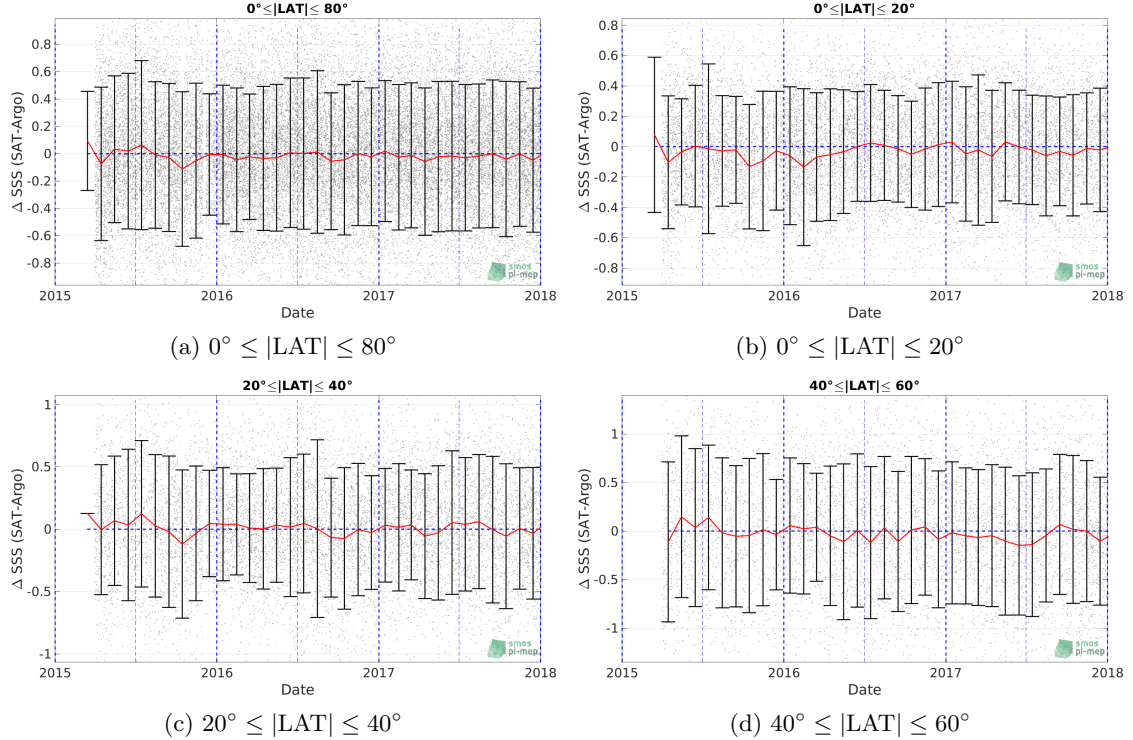 0°≤|LAT|≤ 80°
0.8
0.6
0.4
0.2
0
-0.2
-0.4
-0.6
-0.8
Δ SSS (SAT-Argo)
smos
pi-mep
2015
2016
2017
2018
Date
(a) 0° ≤ |LAT| ≤ 80°
0°≤|LAT|≤ 20°
0.8
0.6
0.4
0.2
0
-0.2
-0.4
-0.6
-0.8
Δ SSS (SAT-Argo)
smos
pi-mep
2015
2016
2017
2018
Date
(b) 0° ≤ |LAT| ≤ 20°
20°≤|LAT|≤ 40°
1
0.5
0
-0.5
-1
Δ SSS (SAT-Argo)
smos
pi-mep
2015
2016
2017
2018
Date
(c) 20° ≤ |LAT| ≤ 40°
40°≤|LAT|≤ 60°
1
0.5
0
-0.5
-1
Δ SSS (SAT-Argo)
smos
pi-mep
2015
2016
2017
2018
Date
(d) 40° ≤ |LAT| ≤ 60°